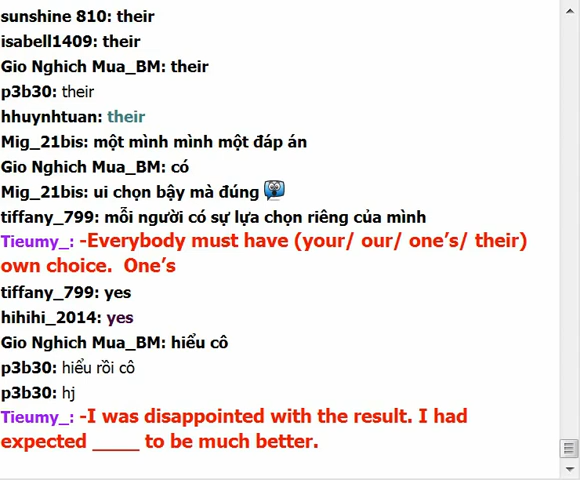 sunshine 810: their
isabell1409: their
Gio Nghich Mua_BM: their
p3b30: their
hhuynhtuan: their
Mig_21bis: một mình mình một đáp án
Gio Nghich Mua_BM: có
Mig_21bis: ui chọn bậy mà đúng
tiffany_799: mỗi người có sự lựa chọn riêng của mình
Tieumy_: -Everybody must have (your/ our/ one’s/ their)
own choice.  One’s
tiffany_799: yes
hihihi_2014: yes
Gio Nghich Mua_BM: hiểu cô
p3b30: hiểu rồi cô
p3b30: hj
Tieumy_: -I was disappointed with the result. I had
expected ____ to be much better.